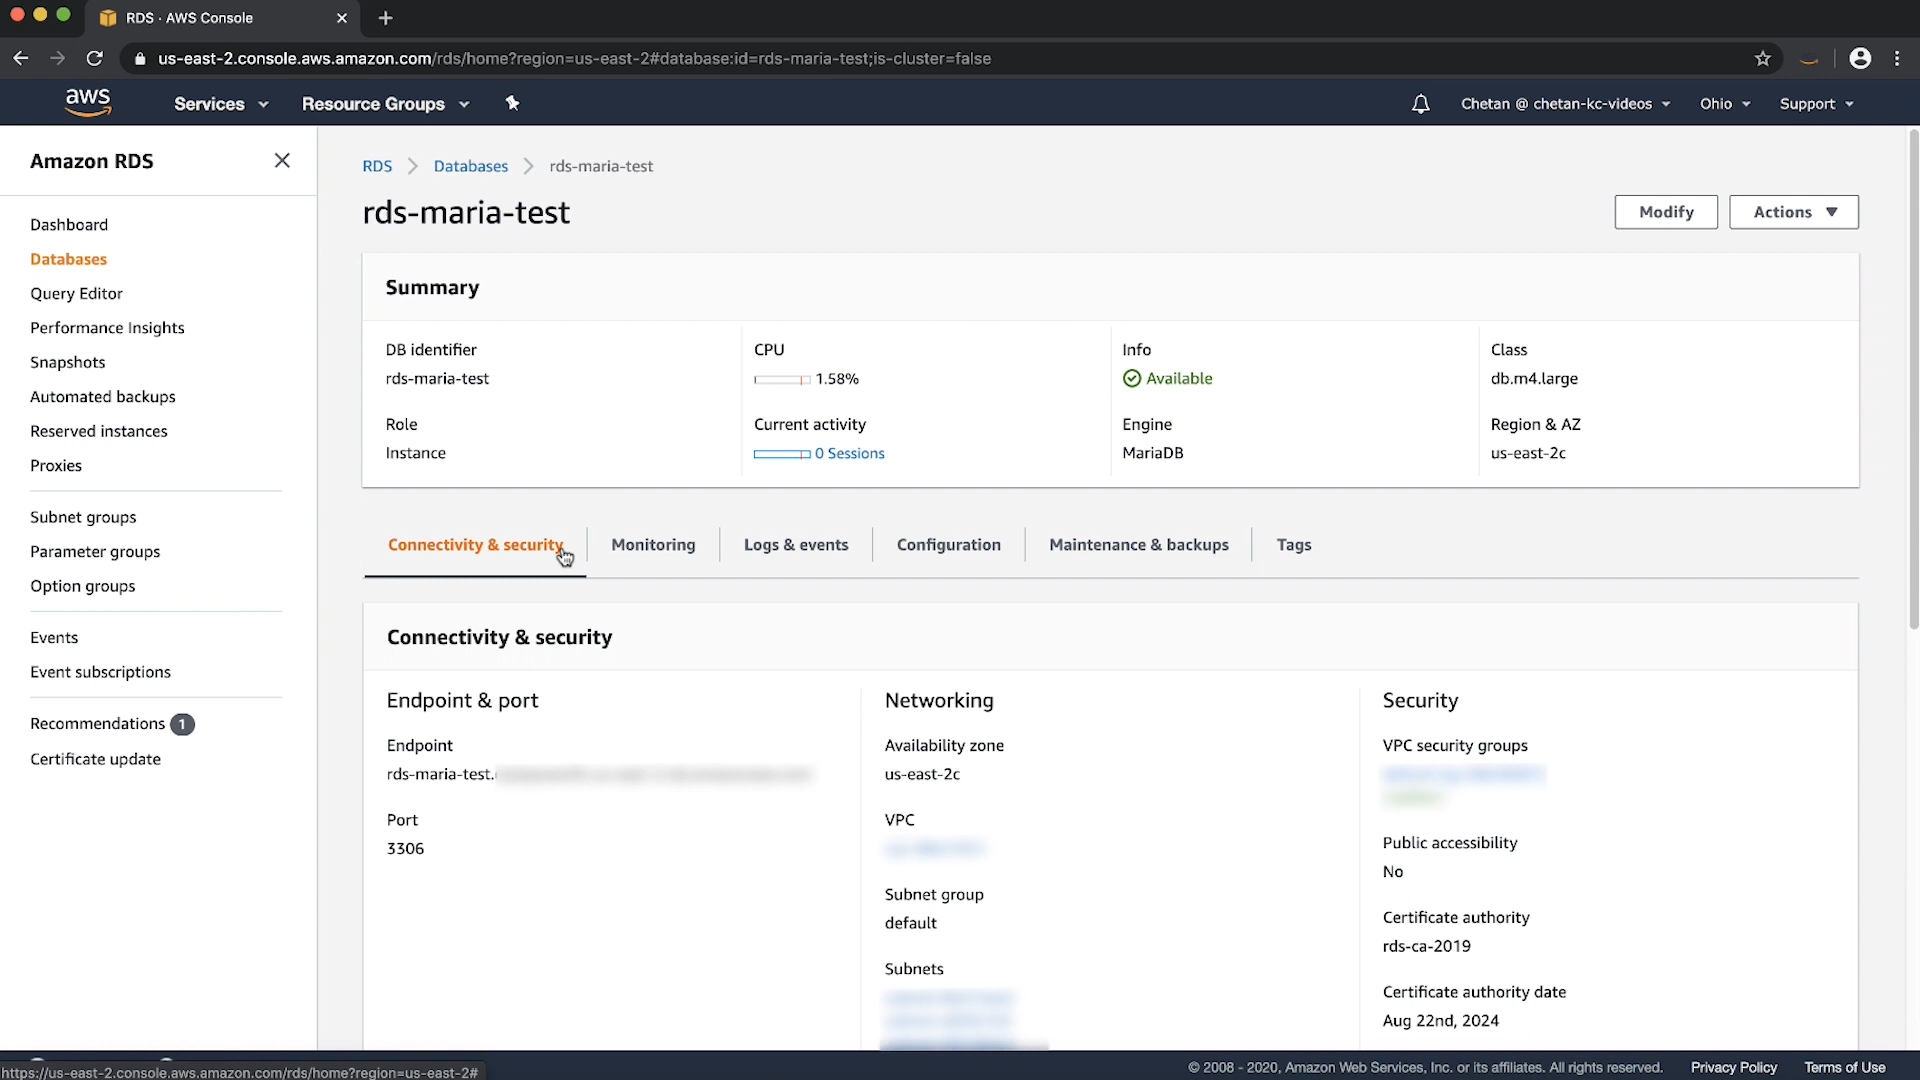 RDS · AWS Console
us-east-2.console.aws.amazon.com/rds/home?region=us-east-2#database:id=rds-maria-test;is-cluster=false
aws
Services
Resource Groups
Chetan @ chetan-kc-videos
Ohio
Support
Amazon RDS
Dashboard
Databases
Query Editor
Performance Insights
Snapshots
Automated backups
Reserved instances
Proxies
Subnet groups
Parameter groups
Option groups
Events
Event subscriptions
Recommendations 1
Certificate update
RDS
Databases
rds-maria-test
rds-maria-test
Modify
Actions
Summary
DB identifier
rds-maria-test
CPU
1.58%
Info
Available
Class
db.m4.large
Role
Instance
Current activity
0 Sessions
Engine
MariaDB
Region & AZ
us-east-2c
Connectivity & security
Monitoring
Logs & events
Configuration
Maintenance & backups
Tags
Connectivity & security
Endpoint & port
Endpoint
rds-maria-test.
Port
3306
Networking
Availability zone
us-east-2c
VPC
Subnet group
default
Subnets
Security
VPC security groups
Public accessibility
No
Certificate authority
rds-ca-2019
Certificate authority date
Aug 22nd, 2024
https://us-east-2.console.aws.amazon.com/rds/home?region=us-east-2#
© 2008 - 2020, Amazon Web Services, Inc. or its affiliates. All rights reserved.
Privacy Policy
Terms of Use